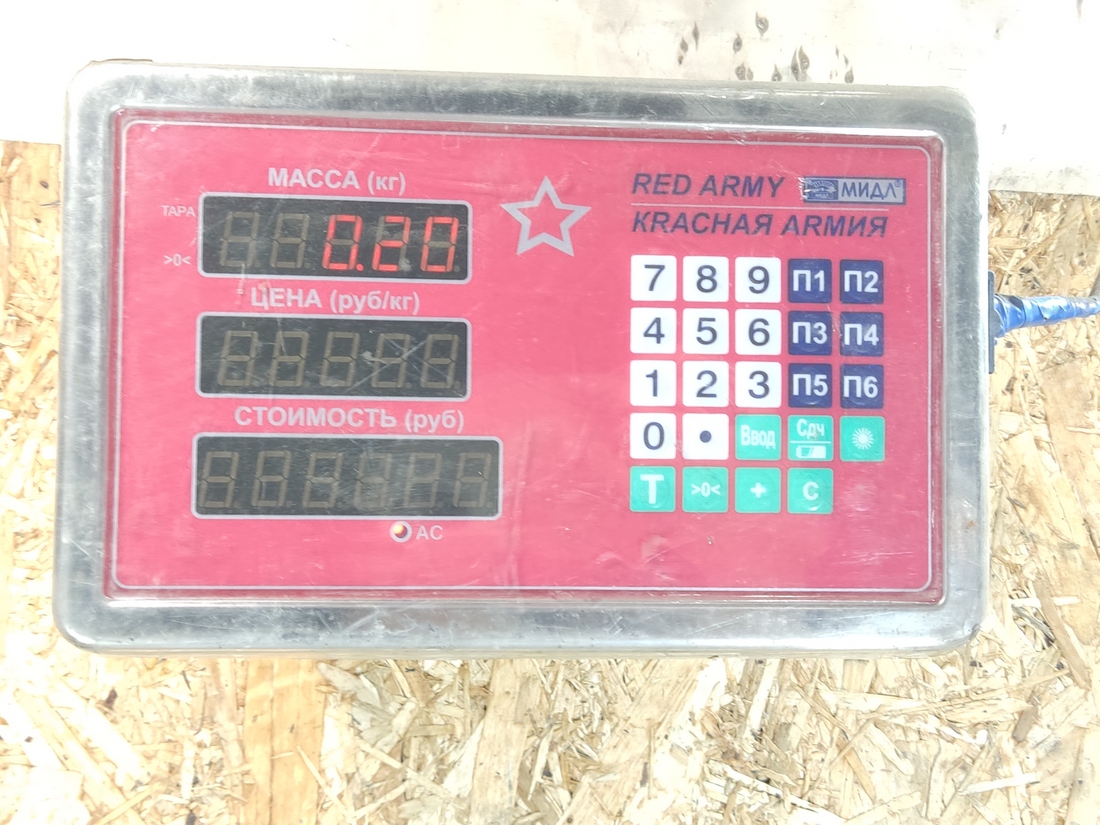 МАССА (кг)
ТАРА
0.20
>0<
ЦЕНА (руб/кг)
СТОИМОСТЬ (руб)
AC
RED ARMY МИДЛ
КRАСНАЯ АRМИЯ
7 8 9 П1 П2
4 5 6 П3 П4
1 2 3 П5 П6
0 • Ввод Сдч
T >0< + C